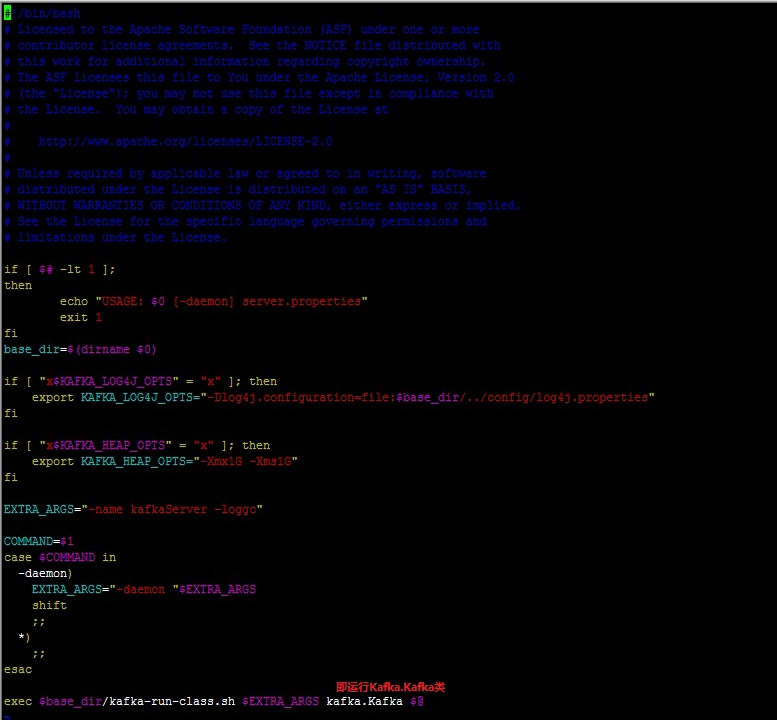 #!/bin/bash
# Licensed to the Apache Software Foundation (ASF) under one or more
# contributor license agreements.  See the NOTICE file distributed with
# this work for additional information regarding copyright ownership.
# The ASF licenses this file to You under the Apache License, Version 2.0
# (the "License"); you may not use this file except in compliance with
# the License.  You may obtain a copy of the License at
#
#    http://www.apache.org/licenses/LICENSE-2.0
#
# Unless required by applicable law or agreed to in writing, software
# distributed under the License is distributed on an "AS IS" BASIS,
# WITHOUT WARRANTIES OR CONDITIONS OF ANY KIND, either express or implied.
# See the License for the specific language governing permissions and
# limitations under the License.

if [ $# -lt 1 ];
then
        echo "USAGE: $0 [-daemon] server.properties"
        exit 1
fi
base_dir=$(dirname $0)

if [ "x$KAFKA_LOG4J_OPTS" = "x" ]; then
    export KAFKA_LOG4J_OPTS="-Dlog4j.configuration=file:$base_dir/../config/log4j.properties"
fi

if [ "x$KAFKA_HEAP_OPTS" = "x" ]; then
    export KAFKA_HEAP_OPTS="-Xmx1G -Xms1G"
fi

EXTRA_ARGS="-name kafkaServer -loggc"

COMMAND=$1
case $COMMAND in
  -daemon)
    EXTRA_ARGS="-daemon "$EXTRA_ARGS
    shift
    ;;
  *)
    ;;
esac
即运行Kafka.Kafka类
exec $base_dir/kafka-run-class.sh $EXTRA_ARGS kafka.Kafka $@
~